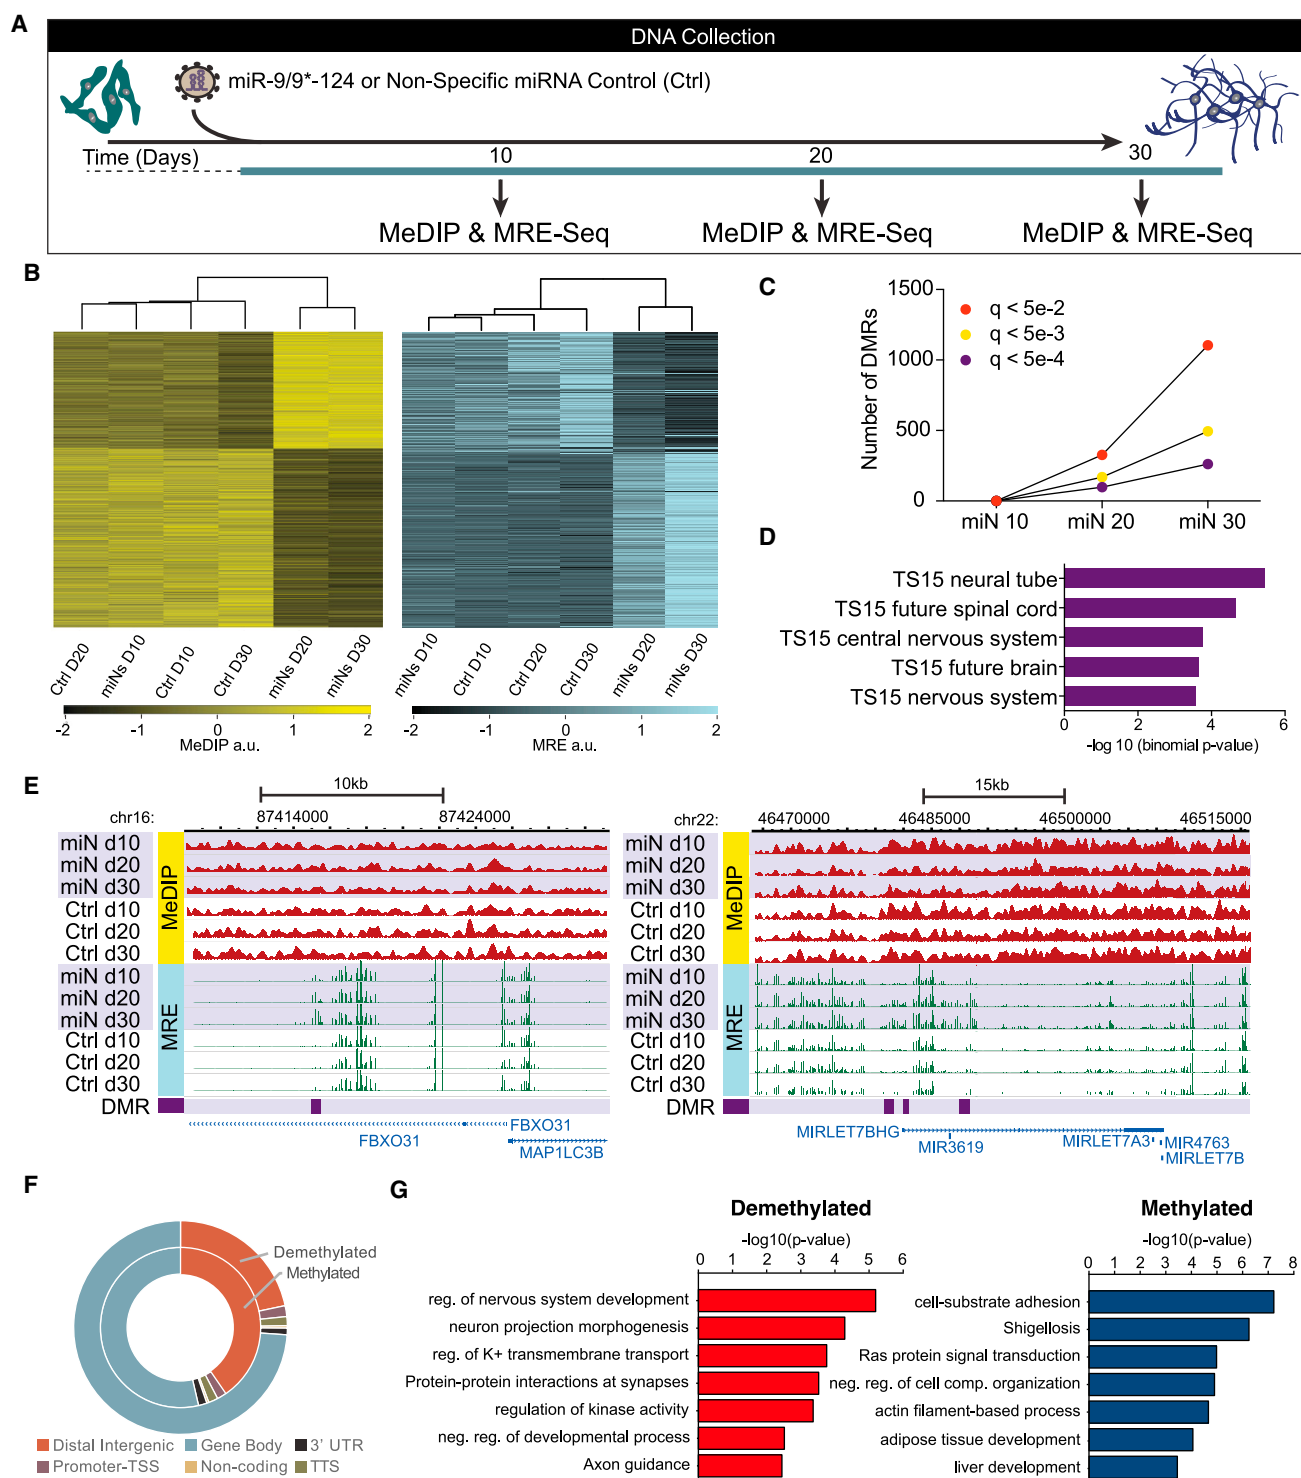 A
DNA Collection
miR-9/9*-124 or Non-Specific miRNA Control (Ctrl)
Time (Days)
10
20
30
MeDIP & MRE-Seq
MeDIP & MRE-Seq
MeDIP & MRE-Seq
B
Ctrl D20
miNs D10
Ctrl D10
Ctrl D30
miNs D20
miNs D30
-2
-1
0
1
2
MeDIP a.u.
miNs D10
Ctrl D10
Ctrl D20
Ctrl D30
miNs D20
miNs D30
-2
-1
0
1
2
MRE a.u.
C
1500
1000
500
0
Number of DMRs
q < 5e-2
q < 5e-3
q < 5e-4
miN 10
miN 20
miN 30
D
TS15 neural tube
TS15 future spinal cord
TS15 central nervous system
TS15 future brain
TS15 nervous system
0
2
4
6
-log 10 (binomial p-value)
E
10kb
chr16:
87414000
87424000
miN d10
miN d20
miN d30
Ctrl d10
Ctrl d20
Ctrl d30
MeDIP
miN d10
miN d20
miN d30
Ctrl d10
Ctrl d20
Ctrl d30
MRE
DMR
FBXO31
FBXO31
MAP1LC3B
15kb
chr22:
46470000
46485000
46500000
46515000
miN d10
miN d20
miN d30
Ctrl d10
Ctrl d20
Ctrl d30
MeDIP
miN d10
miN d20
miN d30
Ctrl d10
Ctrl d20
Ctrl d30
MRE
DMR
MIRLET7BHG
MIR3619
MIRLET7A3
MIR4763
MIRLET7B
F
Demethylated
Methylated
Distal Intergenic
Gene Body
3' UTR
Promoter-TSS
Non-coding
TTS
G
Demethylated
-log10(p-value)
0 1 2 3 4 5 6
reg. of nervous system development
neuron projection morphogenesis
reg. of K+ transmembrane transport
Protein-protein interactions at synapses
regulation of kinase activity
neg. reg. of developmental process
Axon guidance
Methylated
-log10(p-value)
0 1 2 3 4 5 6 7 8
cell-substrate adhesion
Shigellosis
Ras protein signal transduction
neg. reg. of cell comp. organization
actin filament-based process
adipose tissue development
liver development